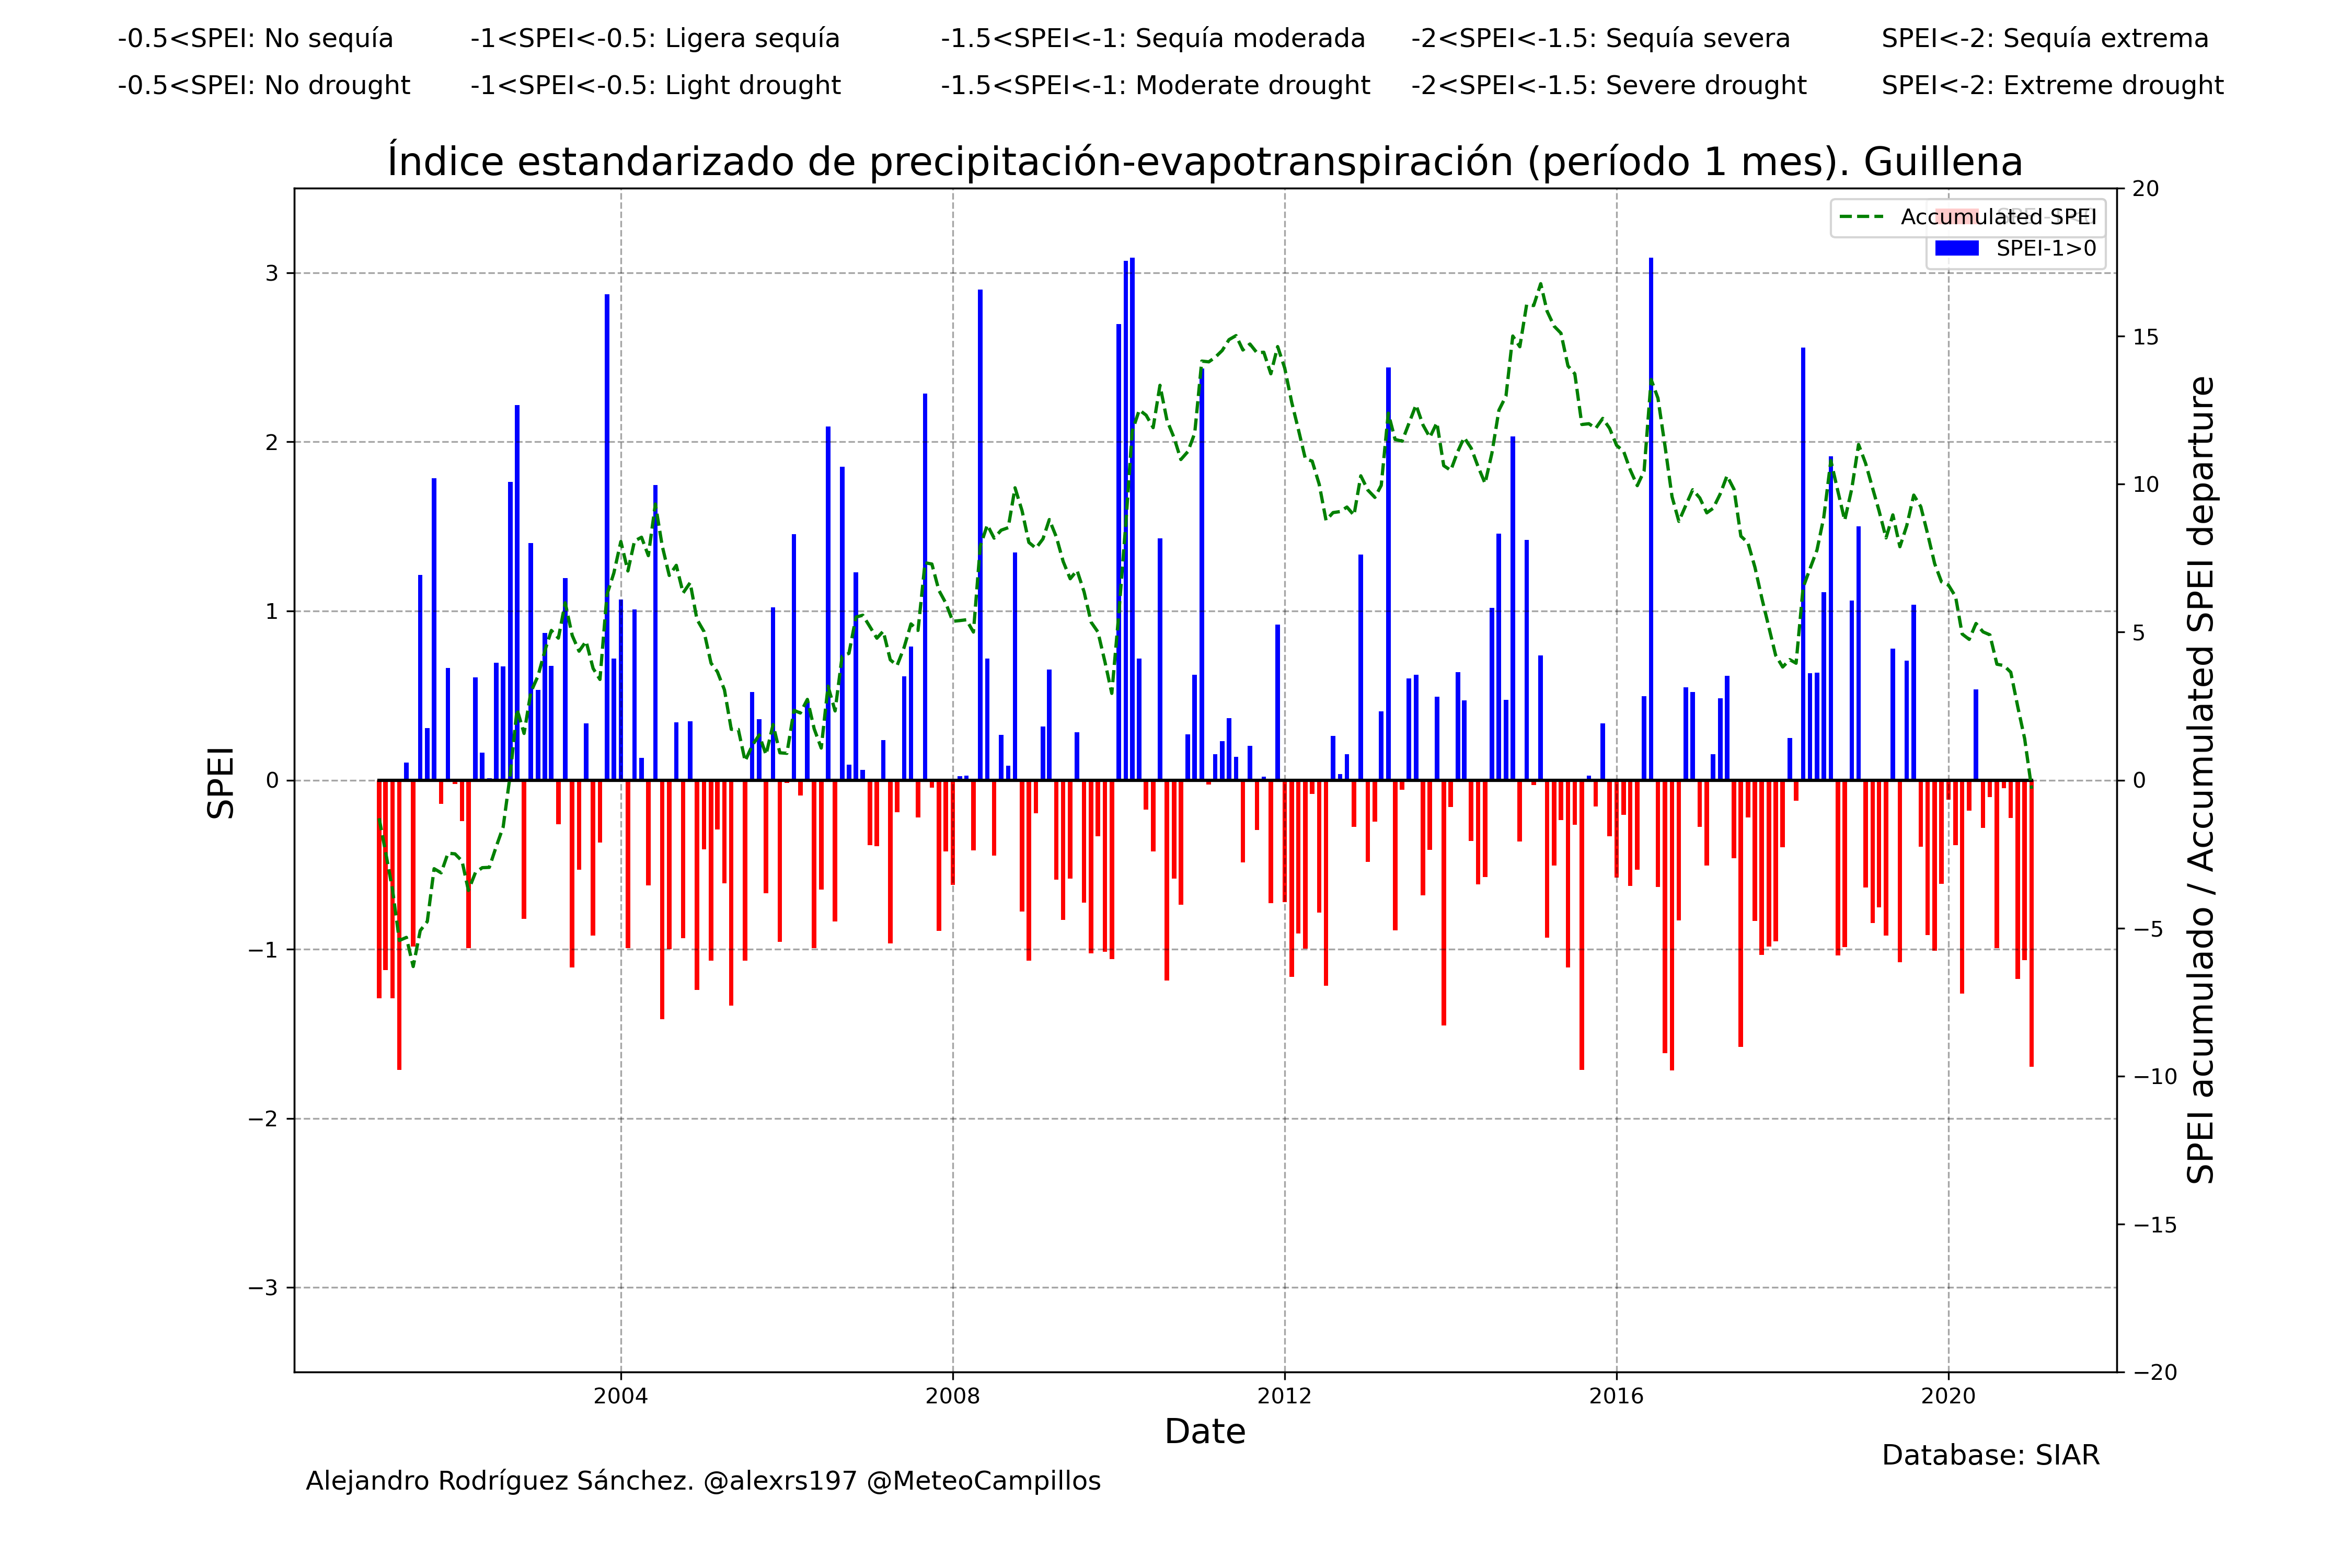 -0.5<SPEI: No sequía -1<SPEI<-0.5: Ligera sequía -1.5<SPEI<-1: Sequía moderada -2<SPEI<-1.5: Sequía severa SPEI<-2: Sequía extrema
-0.5<SPEI: No drought -1<SPEI<-0.5: Light drought -1.5<SPEI<-1: Moderate drought -2<SPEI<-1.5: Severe drought SPEI<-2: Extreme drought
Índice estandarizado de precipitación-evapotranspiración (período 1 mes). Guillena
Accumulated SPEI
SPEI-1>0
SPEI
3
2
1
0
−1
−2
−3
20
15
10
5
0
−5
−10
−15
−20
SPEI acumulado / Accumulated SPEI departure
2004 2008 2012 2016 2020
Date
Database: SIAR
Alejandro Rodríguez Sánchez. @alexrs197 @MeteoCampillos